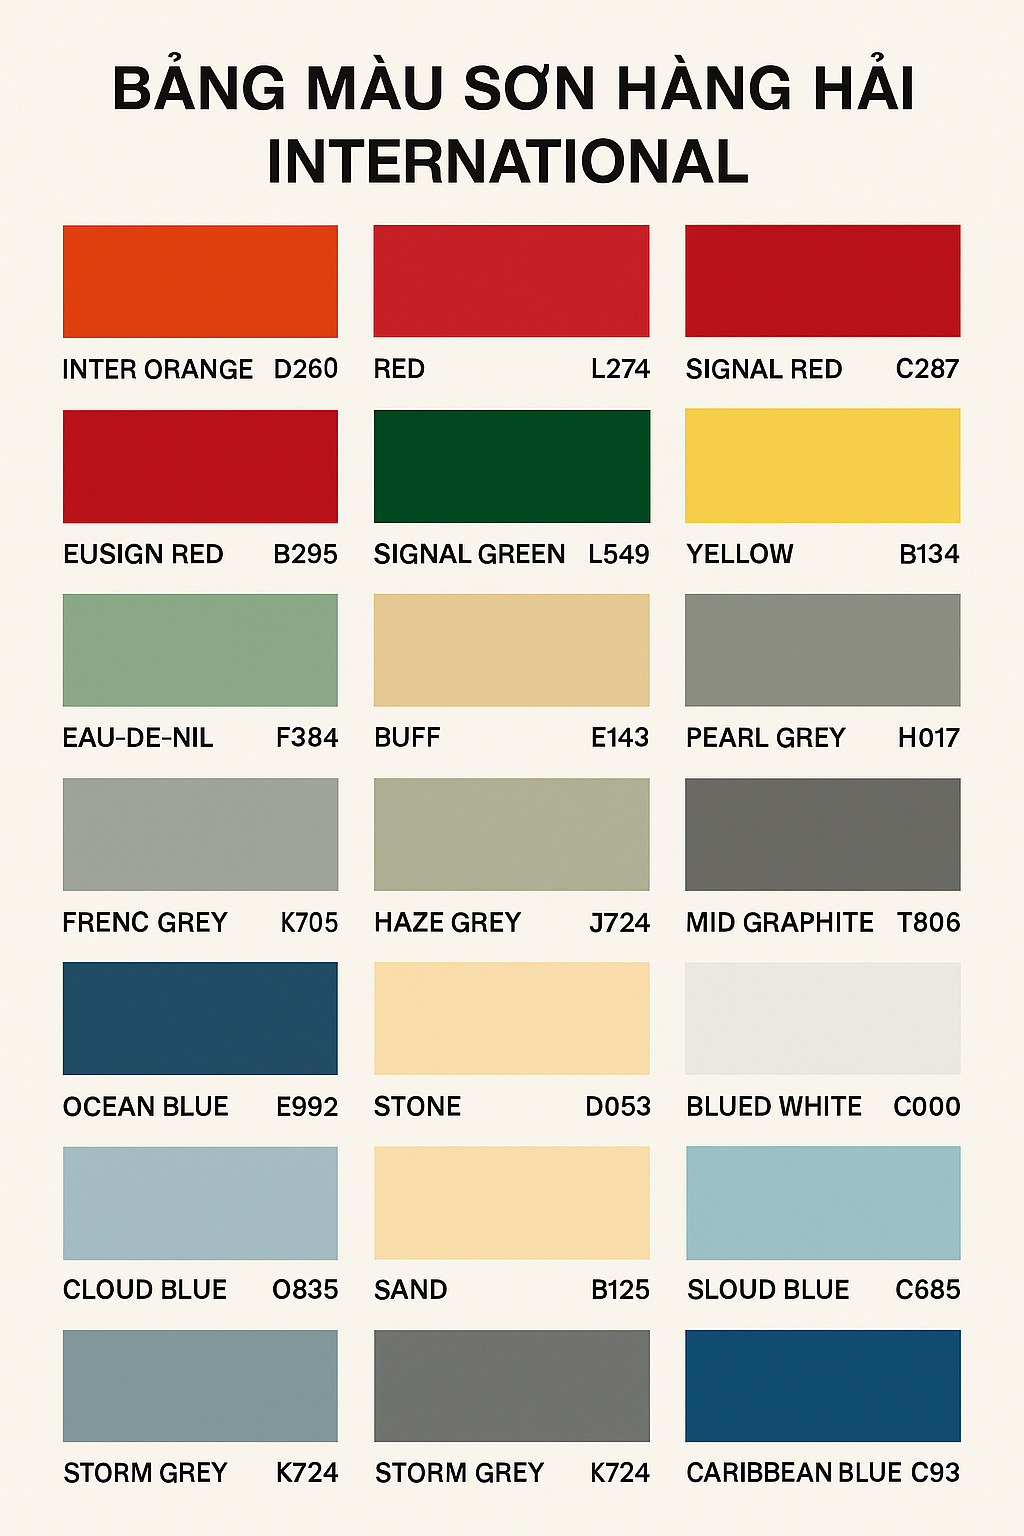 BẢNG MÀU SƠN HÀNG HẢI
INTERNATIONAL
INTER ORANGE D260 RED L274 SIGNAL RED C287
EUSIGN RED B295 SIGNAL GREEN L549 YELLOW B134
EAU-DE-NIL F384 BUFF E143 PEARL GREY H017
FRENC GREY K705 HAZE GREY J724 MID GRAPHITE T806
OCEAN BLUE E992 STONE D053 BLUED WHITE C000
CLOUD BLUE O835 SAND B125 SLOUD BLUE C685
STORM GREY K724 STORM GREY K724 CARIBBEAN BLUE C93